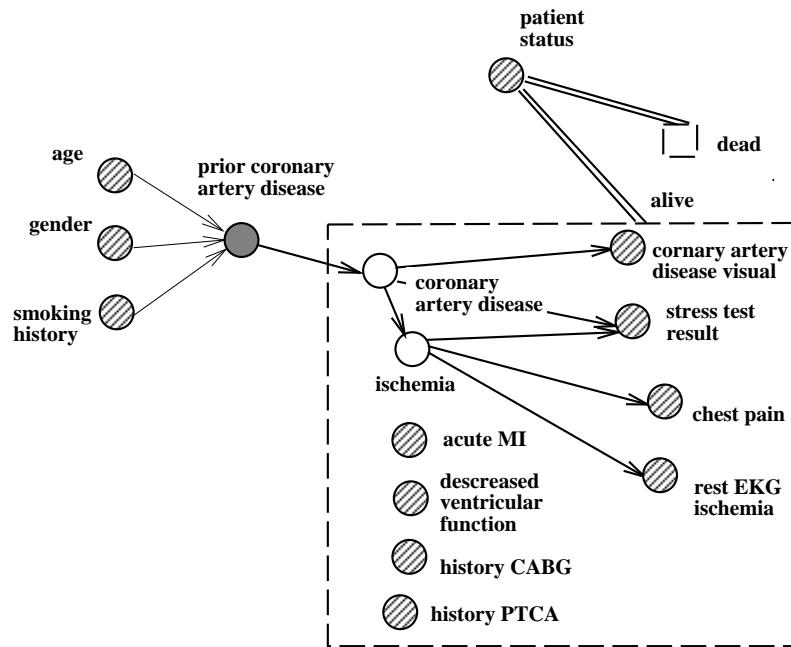 patient
status
dead
alive
age
prior coronary
artery disease
gender
smoking
history
cornary artery
disease visual
coronary
artery disease
stress test
result
ischemia
chest pain
acute MI
descreased
ventricular
function
rest EKG
ischemia
history CABG
history PTCA